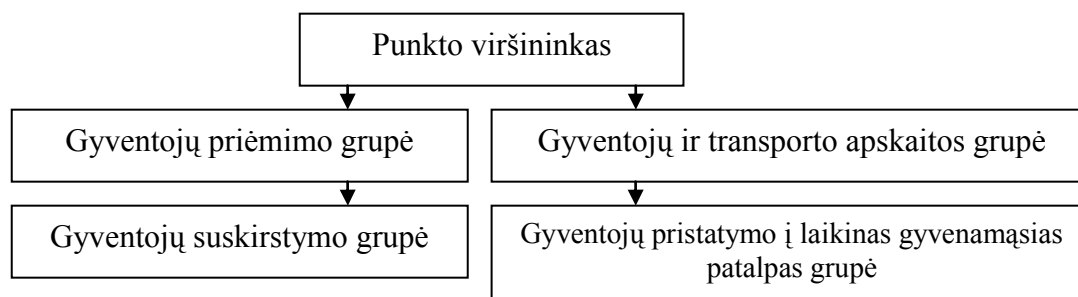 Punkto viršininkas
Gyventojų priėmimo grupė
Gyventojų ir transporto apskaitos grupė
Gyventojų suskirstymo grupė
Gyventojų pristatymo į laikinas gyvenamąsias
patalpas grupė